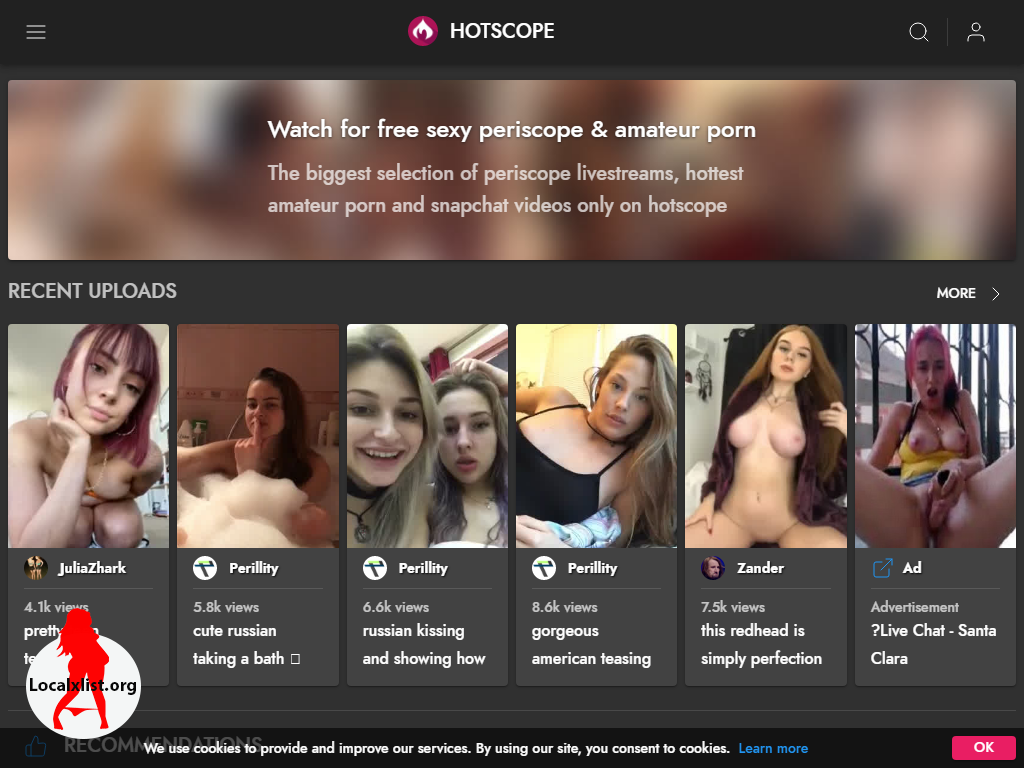 HOTSCOPE
Watch for free sexy periscope & amateur porn
The biggest selection of periscope livestreams, hottest
amateur porn and snapchat videos only on hotscope
RECENT UPLOADS
MORE
JuliaZhark
4.1k views
Perillity
5.8k views
cute russian
taking a bath
Perillity
6.6k views
russian kissing
and showing how
Perillity
8.6k views
gorgeous
american teasing
Zander
7.5k views
this redhead is
simply perfection
Ad
Advertisement
?Live Chat - Santa
Clara
Localxlist.org
RECOMMENDATIONS
We use cookies to provide and improve our services. By using our site, you consent to cookies. Learn more
OK